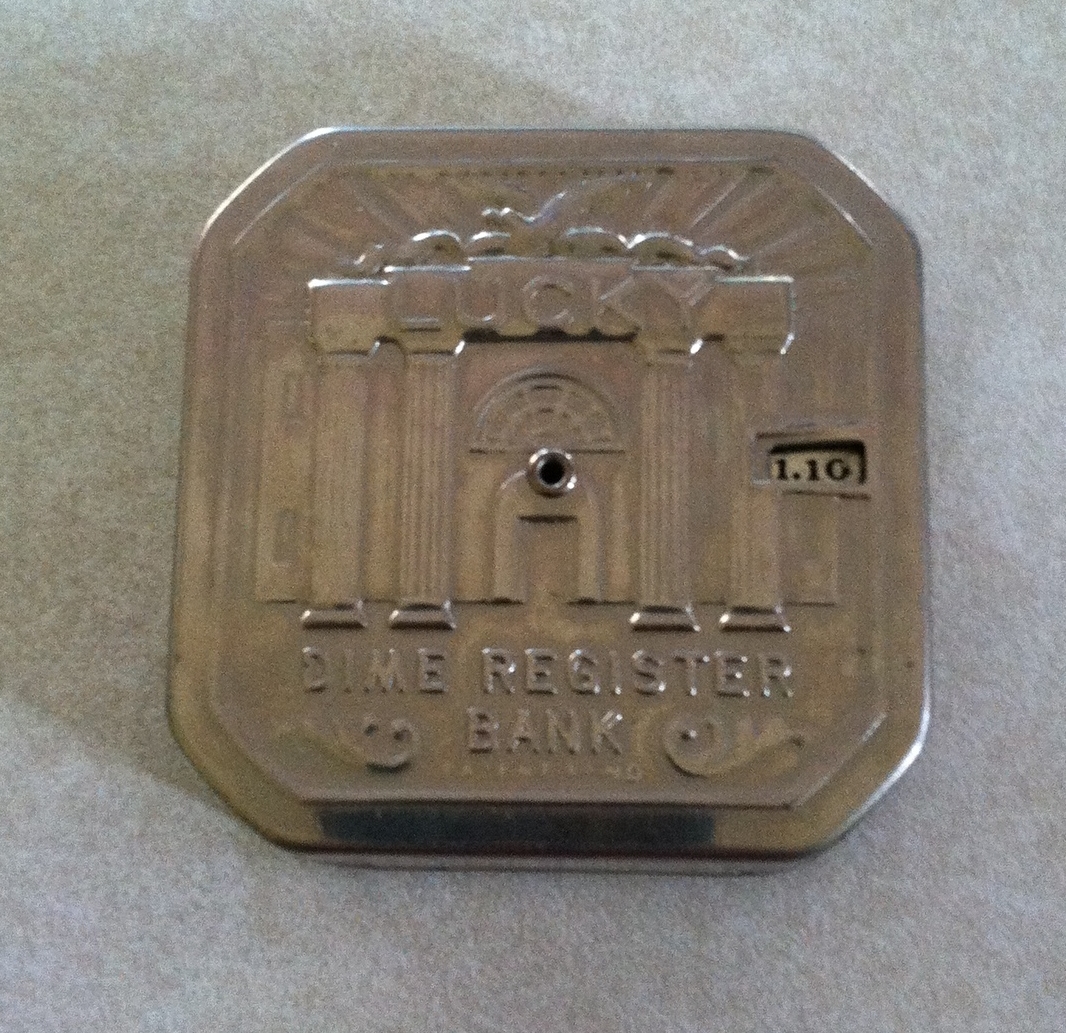 LUCKY
1.10
DIME REGISTER
BANK